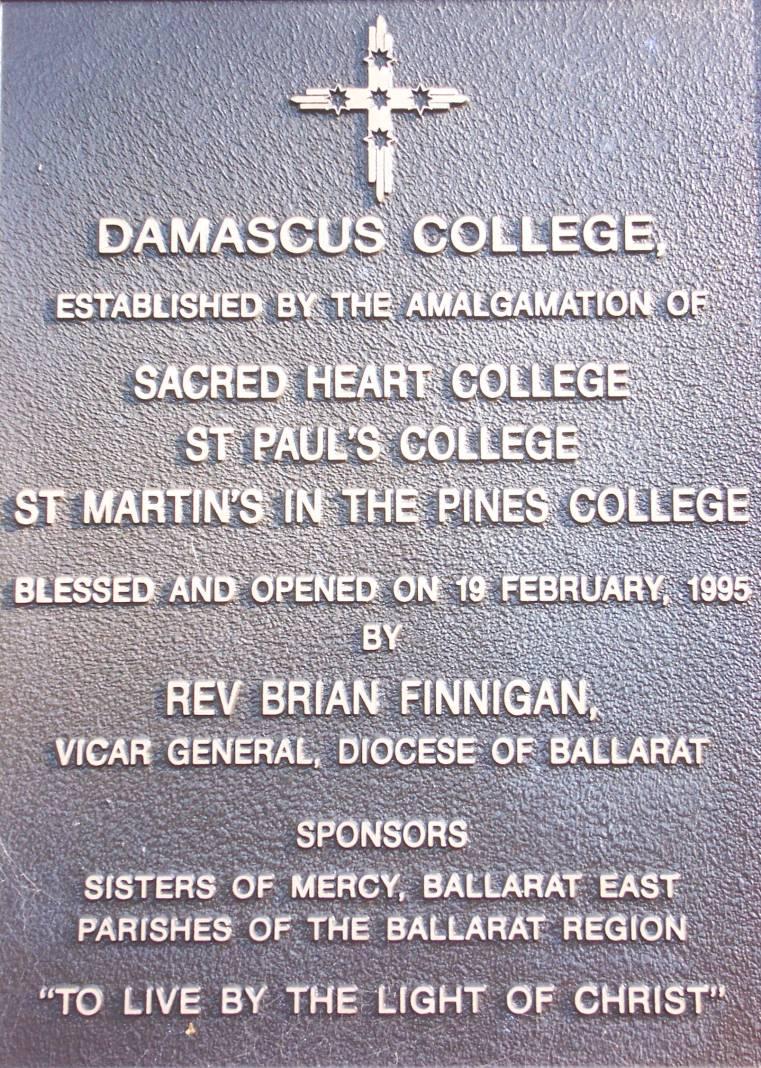 DAMASCUS COLLEGE,
ESTABLISHED BY THE AMALGAMATION OF
SACRED HEART COLLEGE
ST PAUL'S COLLEGE
ST MARTIN'S IN THE PINES COLLEGE
BLESSED AND OPENED ON 19 FEBRUARY, 1995
BY
REV BRIAN FINNIGAN,
VICAR GENERAL, DIOCESE OF BALLARAT
SPONSORS
SISTERS OF MERCY, BALLARAT EAST
PARISHES OF THE BALLARAT REGION
"TO LIVE BY THE LIGHT OF CHRIST"